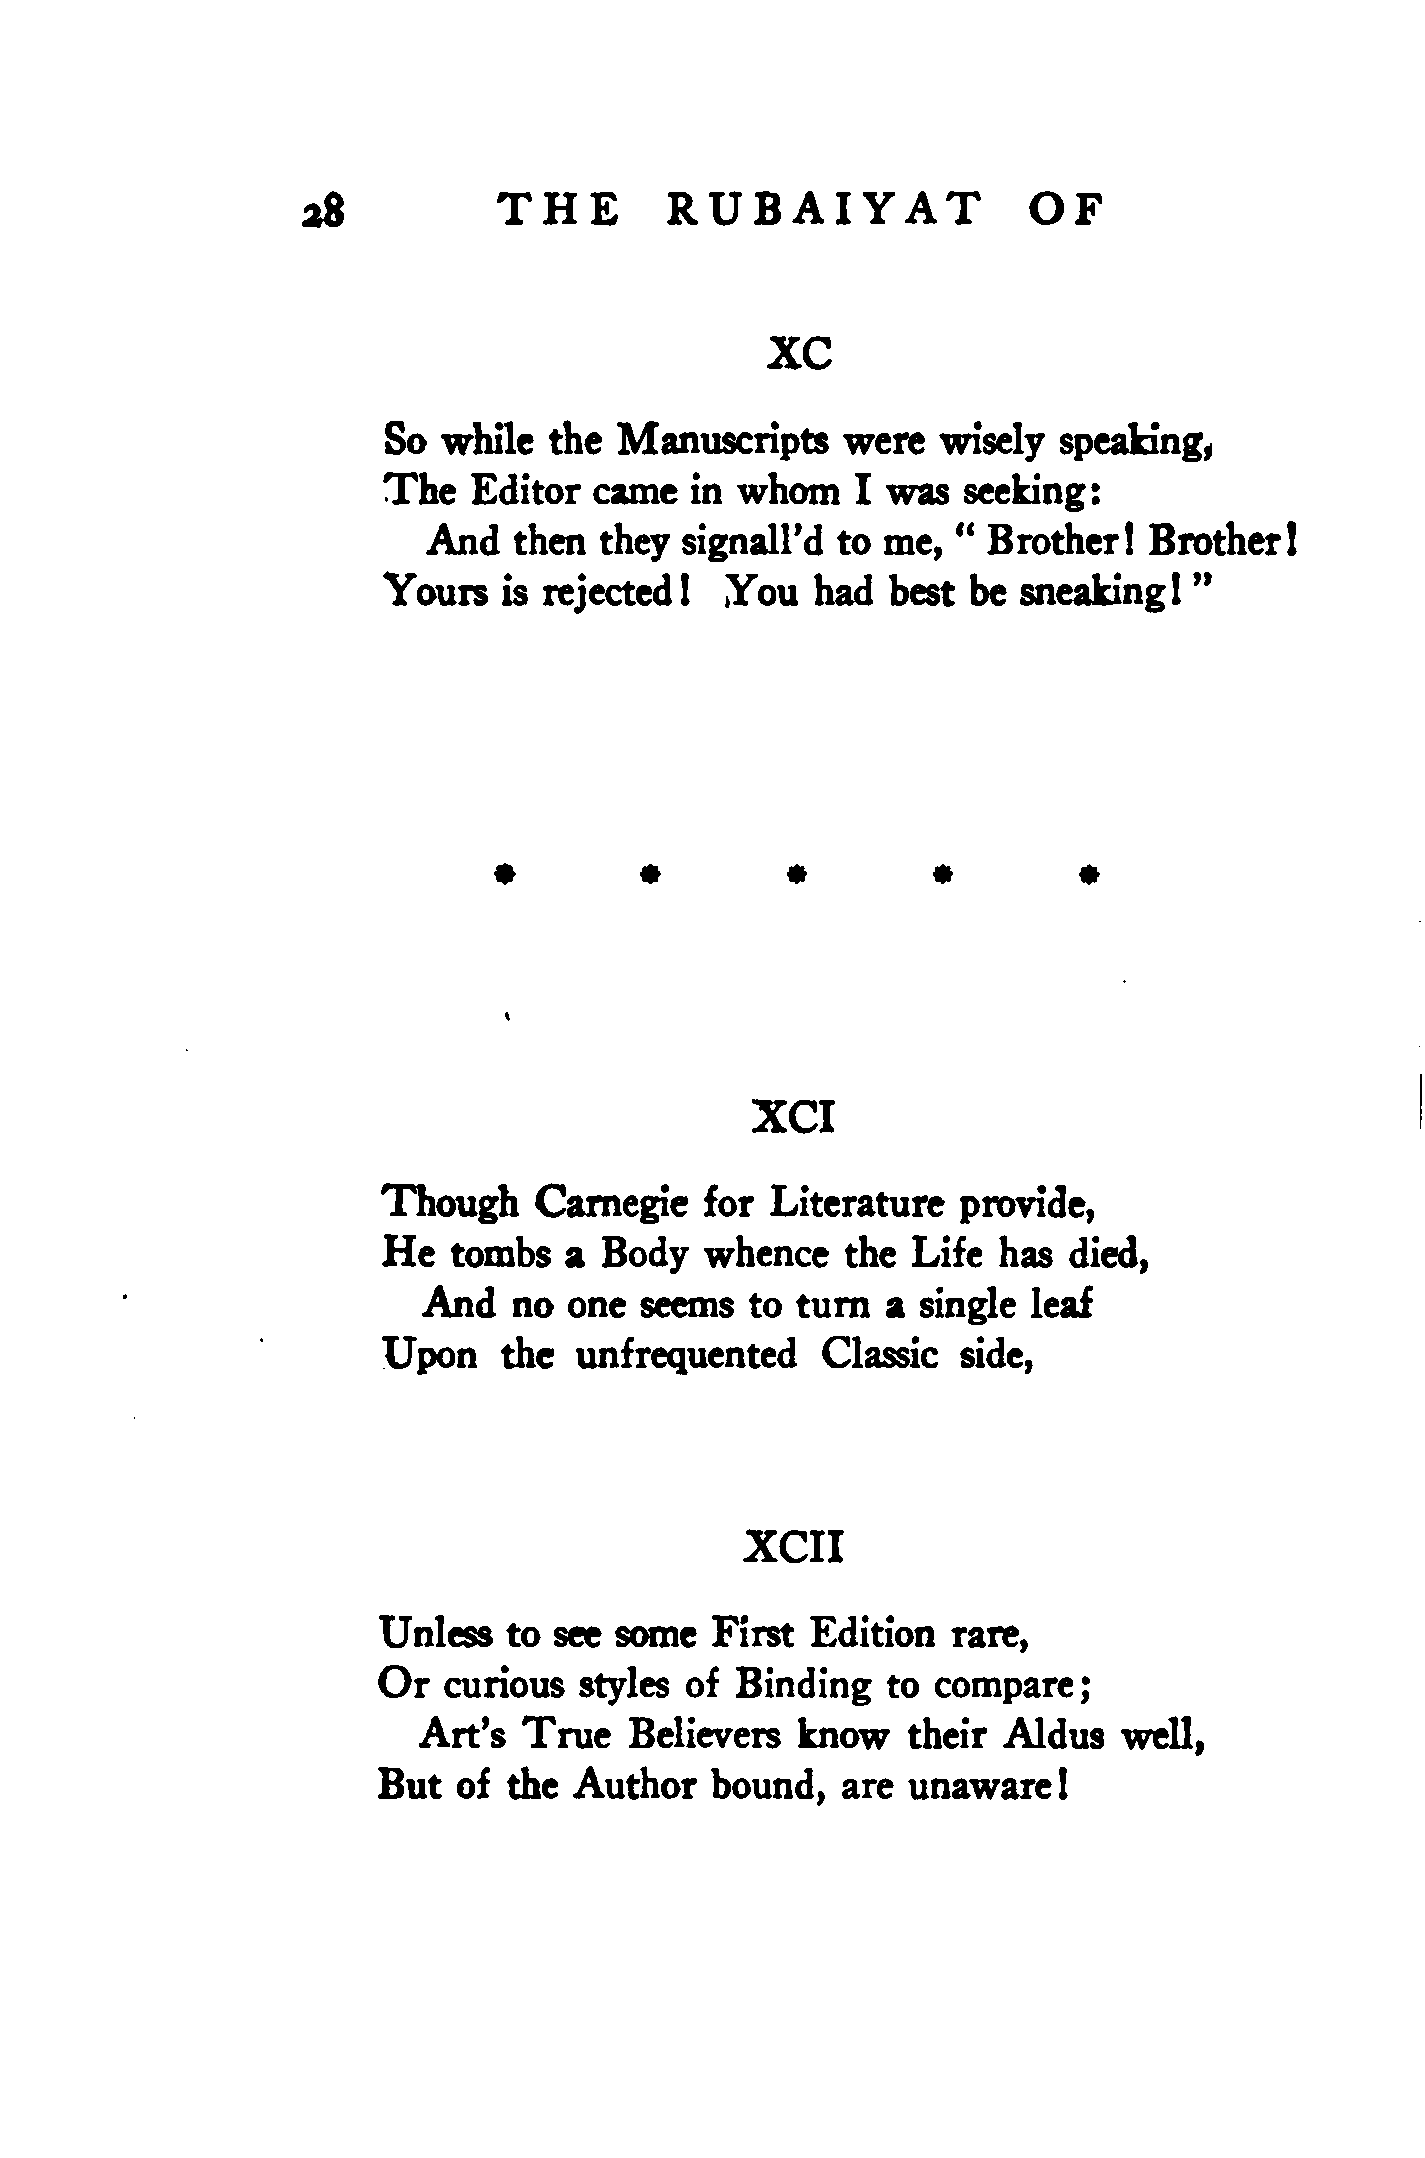 28 THE RUBAIYAT OF
XC
So while the Manuscripts were wisely speaking,
The Editor came in whom I was seeking:
And then they signall'd to me, “ Brother! Brother!
Yours is rejected! You had best be sneaking! ”
* * * * *
XCI
Though Carnegie for Literature provide,
He tombs a Body whence the Life has died,
And no one seems to turn a single leaf
Upon the unfrequented Classic side,
XCII
Unless to see some First Edition rare,
Or curious styles of Binding to compare;
Art's True Believers know their Aldus well,
But of the Author bound, are unaware!